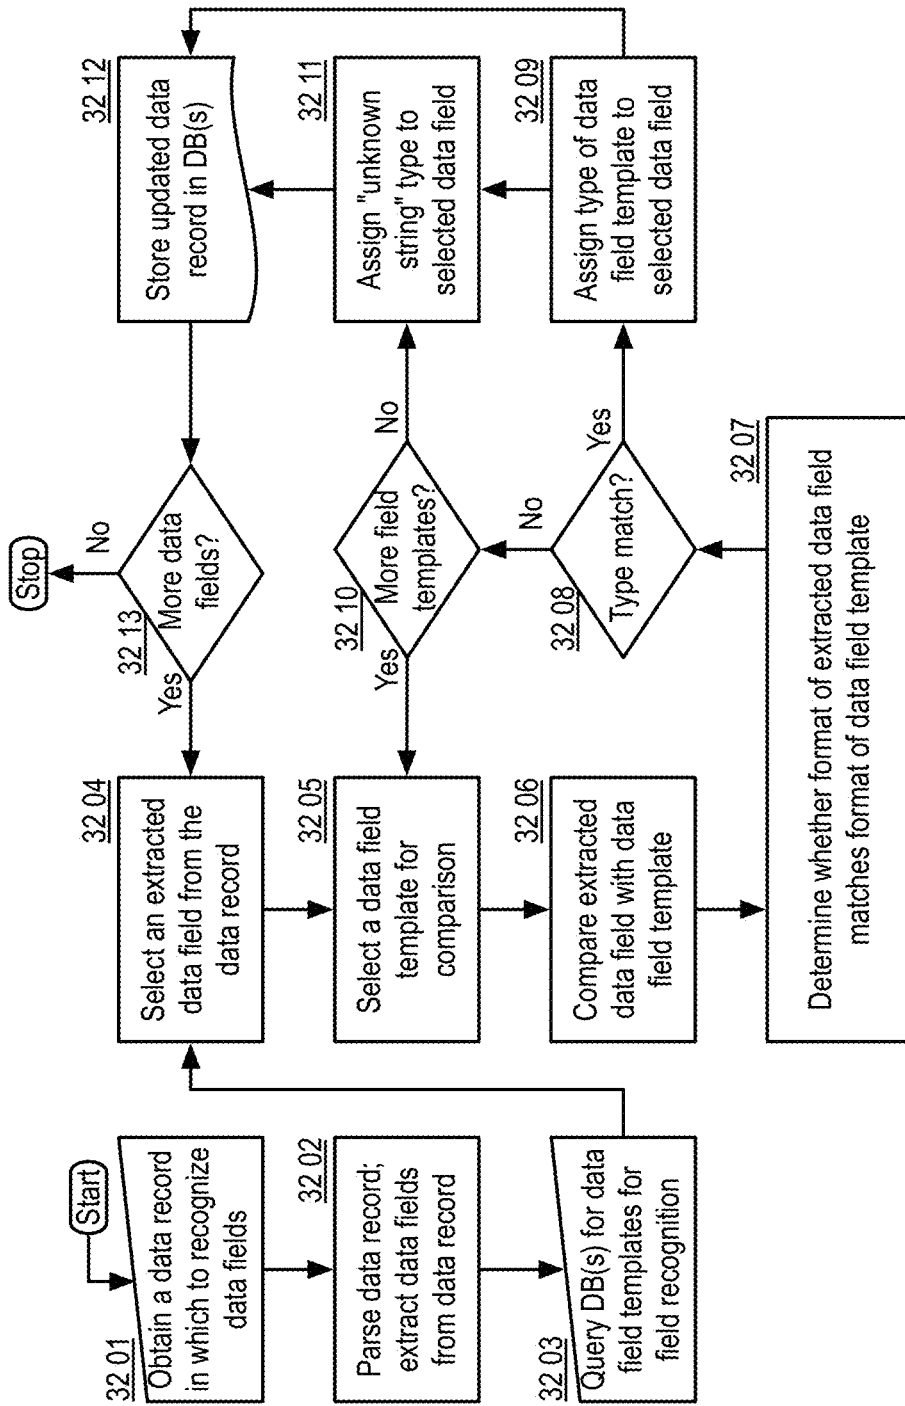 Start
32 01
Obtain a data record
in which to recognize
data fields
32 02
Parse data record;
extract data fields
from data record
32 03
Query DB(s) for data
field templates for
field recognition
32 04
Select an extracted
data field from the
data record
32 05
Select a data field
template for
comparison
32 06
Compare extracted
data field with data
field template
32 07
Determine whether format of extracted data field
matches format of data field template
32 08
Type match?
Yes
No
32 09
Assign type of data
field template to
selected data field
32 10
More field
templates?
Yes
No
32 11
Assign "unknown
string" type to
selected data field
32 12
Store updated data
record in DB(s)
32 13
More data
fields?
Yes
No
Stop